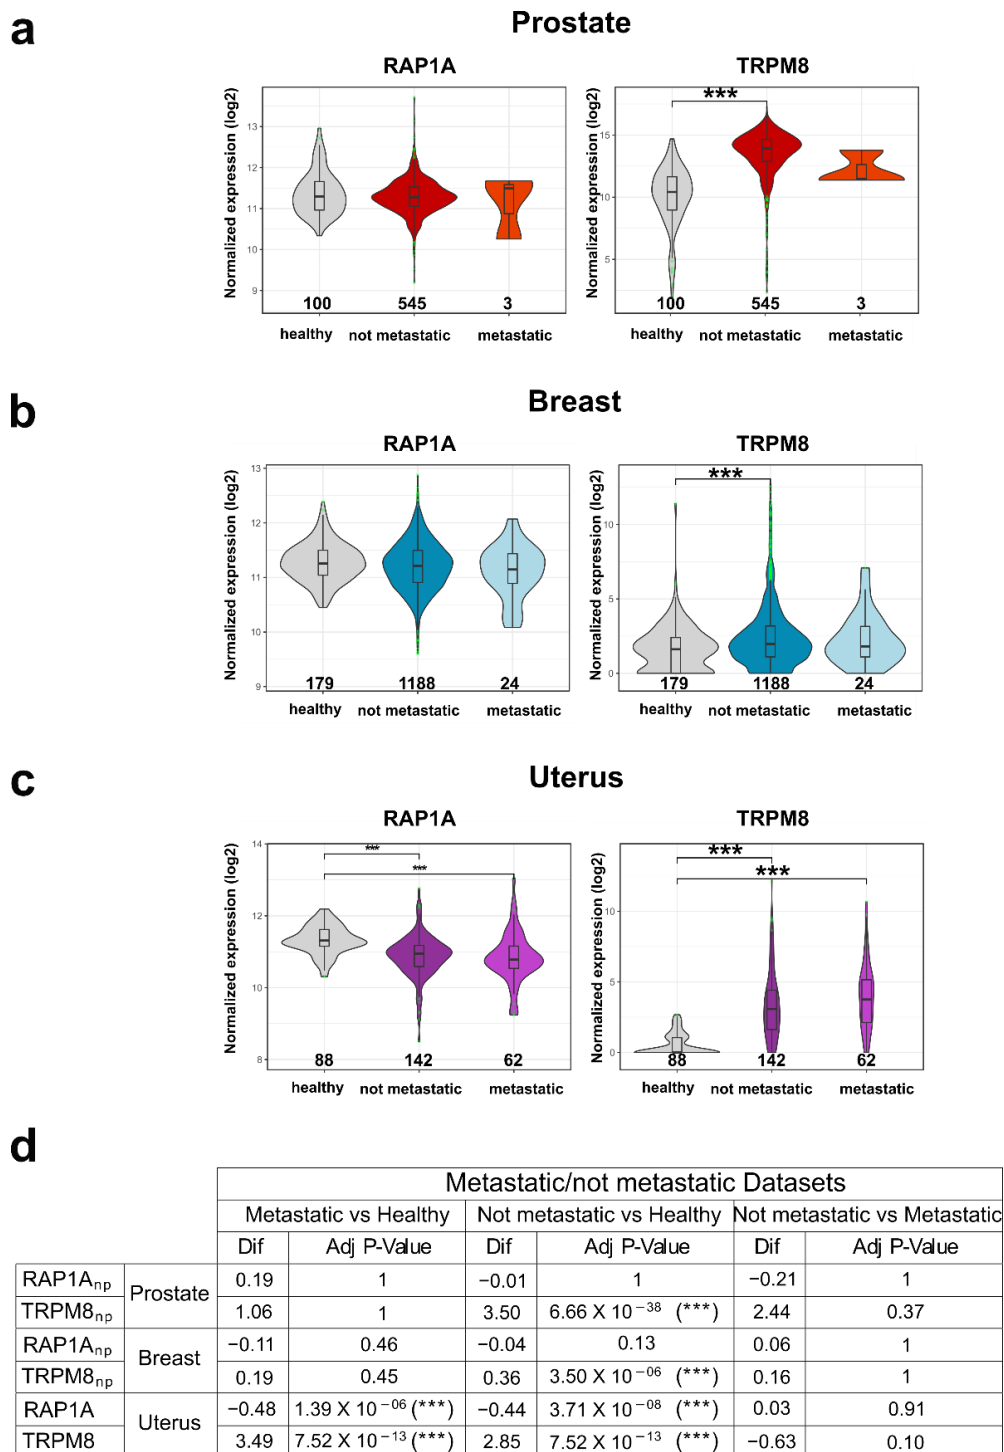 a
Prostate
RAP1A
TRPM8
Normalized expression (log2)
13
12
11
10
9
100 545 3
healthy not metastatic metastatic
Normalized expression (log2)
15
10
5
***
100 545 3
healthy not metastatic metastatic
b
Breast
RAP1A
TRPM8
Normalized expression (log2)
13
12
11
10
9
179 1188 24
healthy not metastatic metastatic
Normalized expression (log2)
10
5
0
***
179 1188 24
healthy not metastatic metastatic
c
Uterus
RAP1A
TRPM8
Normalized expression (log2)
14
12
10
8
***
***
88 142 62
healthy not metastatic metastatic
Normalized expression (log2)
10
5
0
***
***
88 142 62
healthy not metastatic metastatic
d
Metastatic/not metastatic Datasets
Metastatic vs Healthy Not metastatic vs Healthy Not metastatic vs Metastatic
Dif Adj P-Value Dif Adj P-Value Dif Adj P-Value
RAP1Anp Prostate 0.19 1 −0.01 1 −0.21 1
TRPM8np 1.06 1 3.50 6.66 X 10−38 (***) 2.44 0.37
RAP1Anp Breast −0.11 0.46 −0.04 0.13 0.06 1
TRPM8np 0.19 0.45 0.36 3.50 X 10−06 (***) 0.16 1
RAP1A Uterus −0.48 1.39 X 10−06 (***) −0.44 3.71 X 10−08 (***) 0.03 0.91
TRPM8 3.49 7.52 X 10−13 (***) 2.85 7.52 X 10−13 (***) −0.63 0.10